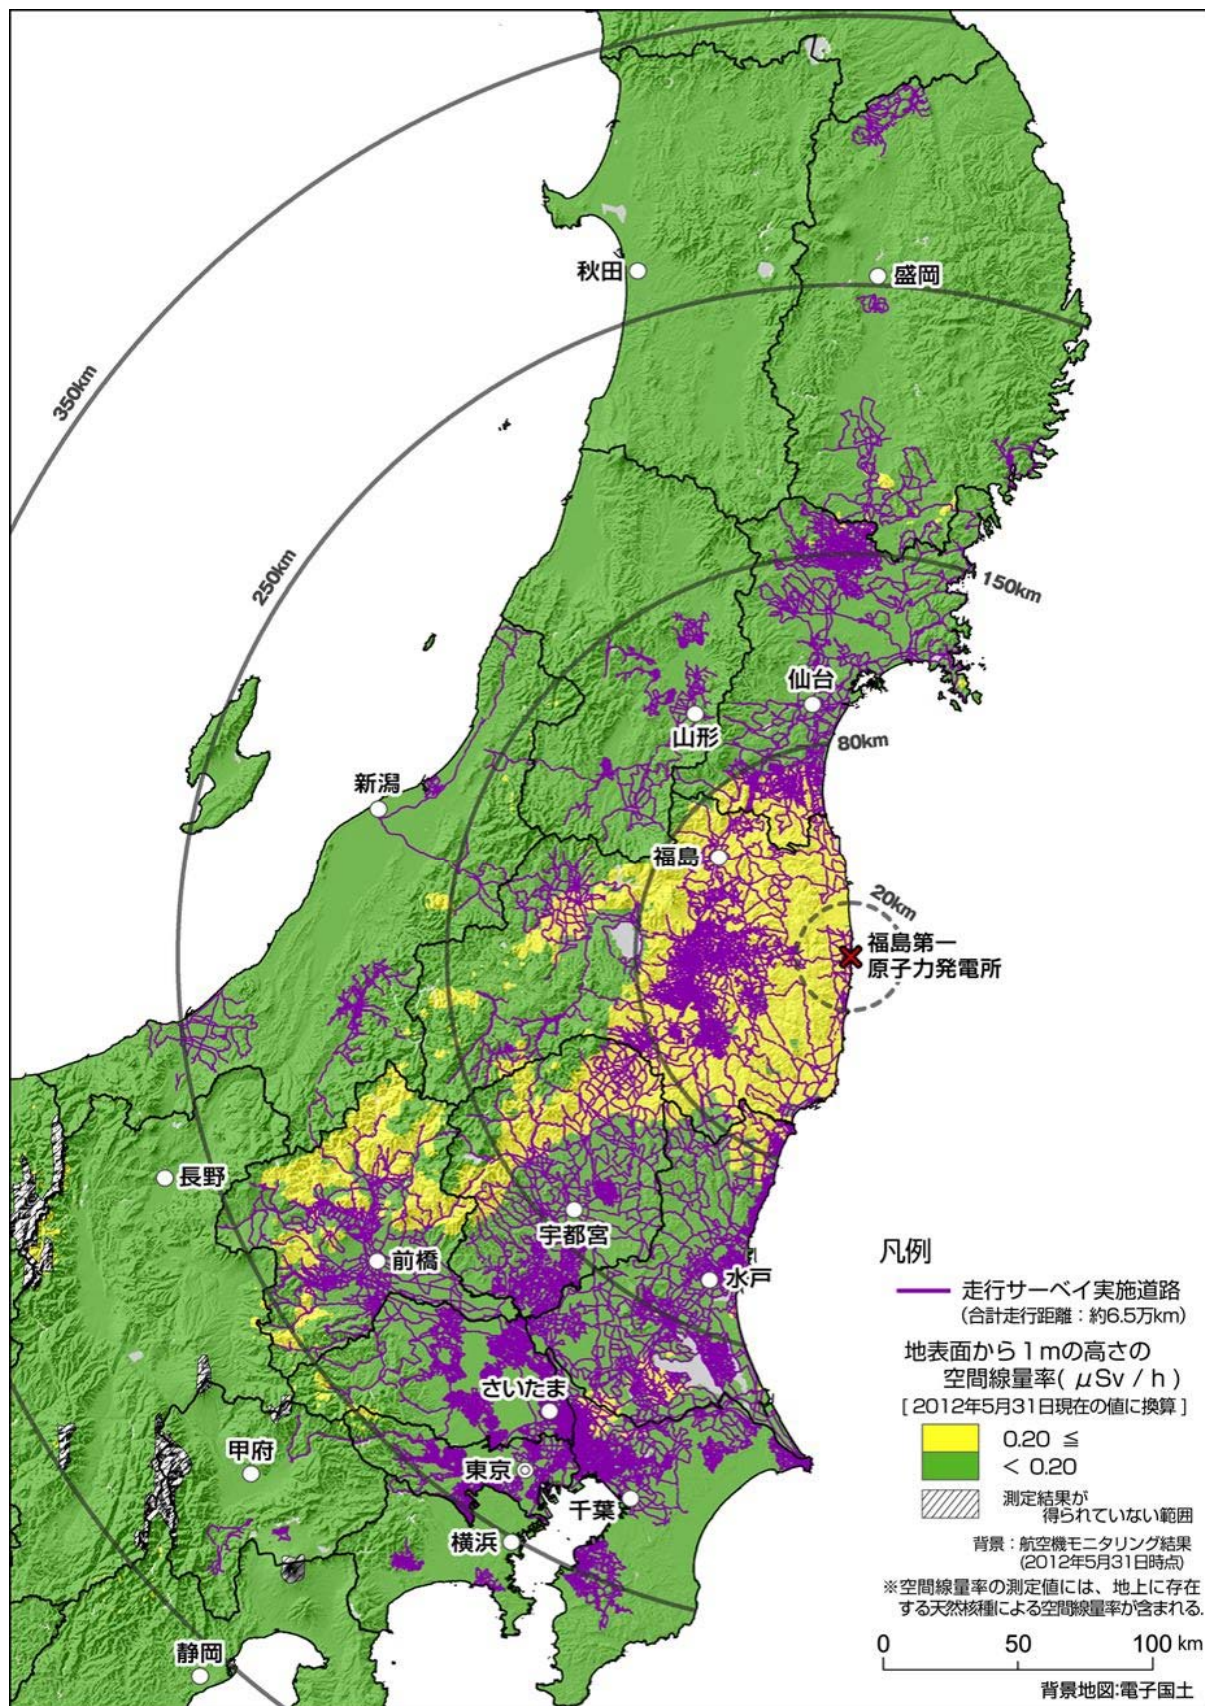 秋田
盛岡
350km
250km
150km
仙台
山形
80km
新潟
福島
20km
福島第一
原子力発電所
長野
宇都宮
前橋
水戸
さいたま
甲府
東京
千葉
横浜
静岡
凡例
走行サーベイ実施道路
(合計走行距離：約6.5万km)
地表面から1mの高さの
空間線量率( μSv / h )
[ 2012年5月31日現在の値に換算 ]
0.20 ≦
< 0.20
測定結果が
得られていない範囲
背景：航空機モニタリング結果
(2012年5月31日時点)
※空間線量率の測定値には、地上に存在
する天然核種による空間線量率が含まれる.
0 50 100 km
背景地図:電子国土